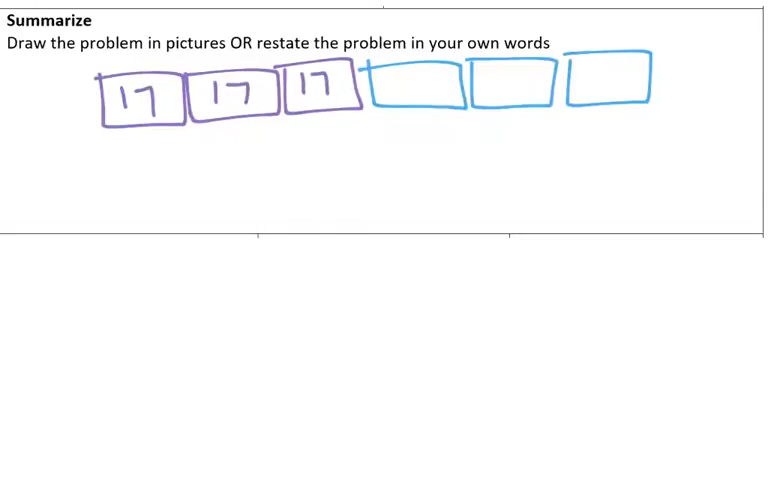 Summarize
Draw the problem in pictures OR restate the problem in your own words
17 17 17